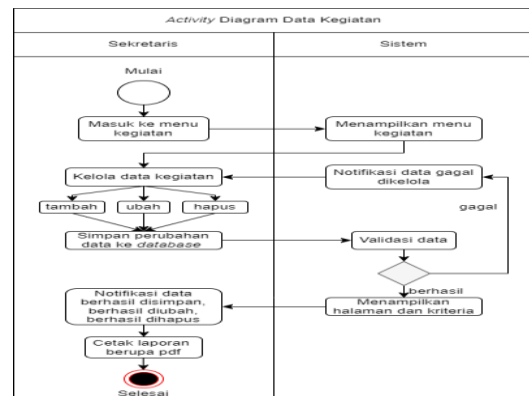 Activity Diagram Data Kegiatan
Sekretaris
Sistem
Mulai
Masuk ke menu
kegiatan
Menampilkan menu
kegiatan
Kelola data kegiatan
Notifikasi data gagal
dikelola
tambah
ubah
hapus
gagal
Simpan perubahan
data ke database
Validasi data
berhasil
Notifikasi data
berhasil disimpan,
berhasil diubah,
berhasil dihapus
Menampilkan
halaman dan kriteria
Cetak laporan
berupa pdf
Selesai